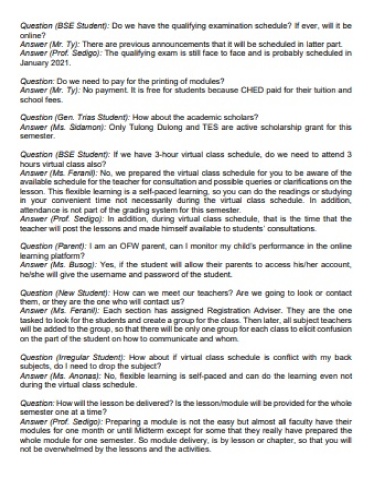 Question (BSE Student): Do we have the qualifying examination schedule? If ever, will it be
online?
Answer (Mr. Ty): There are previous announcements that it will be scheduled in latter part.
Answer (Prof. Sedigo): The qualifying exam is still face to face and is probably scheduled in
January 2021.
Question: Do we need to pay for the printing of modules?
Answer (Mr. Ty): No payment. It is free for students because CHED paid for their tuition and
school fees.
Question (Gen. Trias Student): How about the academic scholars?
Answer (Ms. Sidamon): Only Tulong Dulong and TES are active scholarship grant for this
semester.
Question (BSE Student): If we have 3-hour virtual class schedule, do we need to attend 3
hours virtual class also?
Answer (Ms. Feranil): No, we prepared the virtual class schedule for you to be aware of the
available schedule for the teacher for consultation and possible queries or clarifications on the
lesson. This flexible learning is a self-paced learning, so you can do the readings or studying
in your convenient time not necessarily during the virtual class schedule. In addition,
attendance is not part of the grading system for this semester.
Answer (Prof. Sedigo): In addition, during virtual class schedule, that is the time that the
teacher will post the lessons and made himself available to students' consultations.
Question (Parent): I am an OFW parent, can I monitor my child's performance in the online
learning platform?
Answer (Ms. Busog): Yes, if the student will allow their parents to access his/her account,
he/she will give the username and password of the student.
Question (New Student): How can we meet our teachers? Are we going to look or contact
them, or they are the one who will contact us?
Answer (Ms. Feranil): Each section has assigned Registration Adviser. They are the one
tasked to look for the students and create a group for the class. Then later, all subject teachers
will be added to the group, so that there will be only one group for each class to elicit confusion
on the part of the student on how to communicate and whom.
Question (Irregular Student): How about if virtual class schedule is conflict with my back
subjects, do I need to drop the subject?
Answer (Ms. Anonas): No, flexible learning is self-paced and can do the learning even not
during the virtual class schedule.
Question: How will the lesson be delivered? Is the lesson/module will be provided for the whole
semester one at a time?
Answer (Prof. Sedigo): Preparing a module is not the easy but almost all faculty have their
modules for one month or until Midterm except for some that they really have prepared the
whole module for one semester. So module delivery, is by lesson or chapter, so that you will
not be overwhelmed by the lessons and the activities.